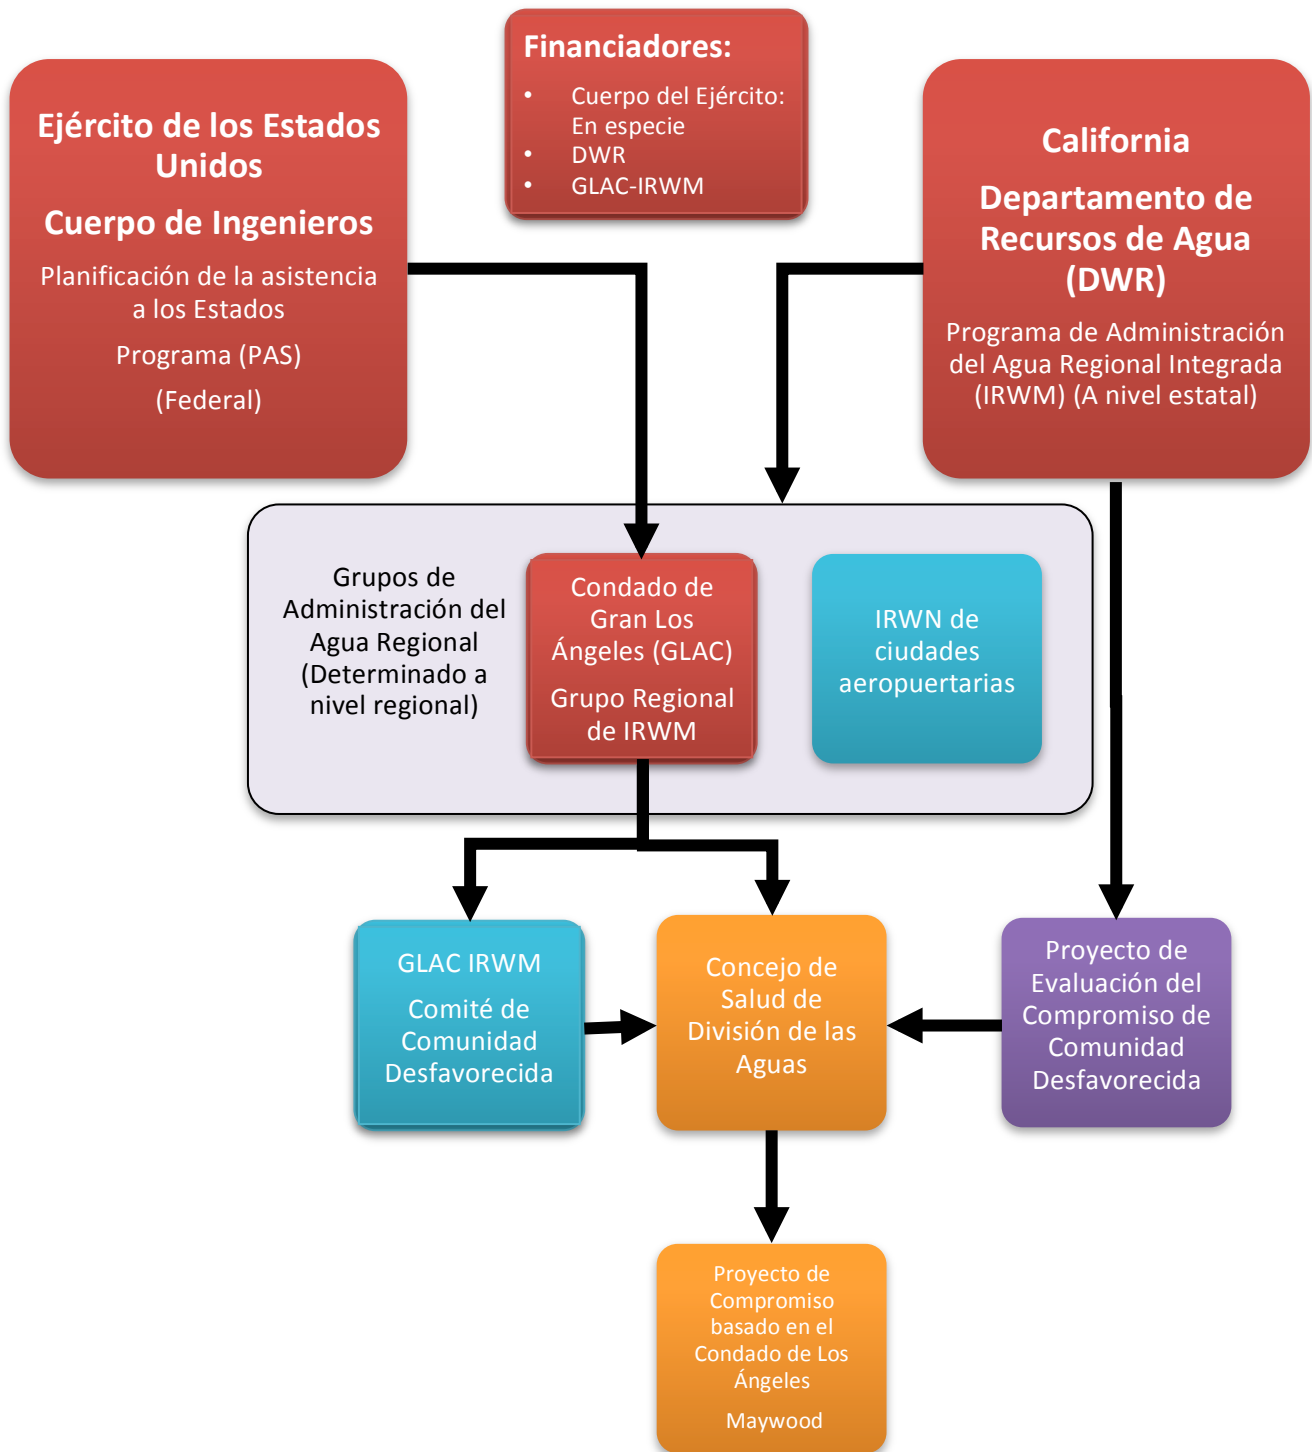 Financiadores:
• Cuerpo del Ejército:
En especie
• DWR
• GLAC-IRWM
Ejército de los Estados
Unidos
Cuerpo de Ingenieros
Planificación de la asistencia
a los Estados
Programa (PAS)
(Federal)
California
Departamento de
Recursos de Agua
(DWR)
Programa de Administración
del Agua Regional Integrada
(IRWM) (A nivel estatal)
Grupos de
Administración del
Agua Regional
(Determinado a
nivel regional)
Condado de
Gran Los
Ángeles (GLAC)
Grupo Regional
de IRWM
IRWN de
ciudades
aeropuertarias
GLAC IRWM
Comité de
Comunidad
Desfavorecida
Concejo de
Salud de
División de las
Aguas
Proyecto de
Evaluación del
Compromiso de
Comunidad
Desfavorecida
Proyecto de
Compromiso
basado en el
Condado de Los
Ángeles
Maywood